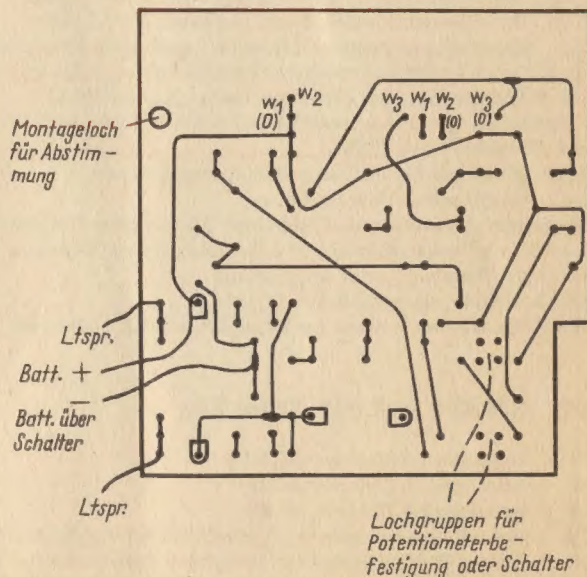 W1 W2
(0)
W3 W1 W2 W3
(0) (0)
Montageloch
für Abstim-
mung
Ltspr.
Batt. +
−
Batt. über
Schalter
Ltspr.
Lochgruppen für
Potentiometerbe-
festigung oder Schalter